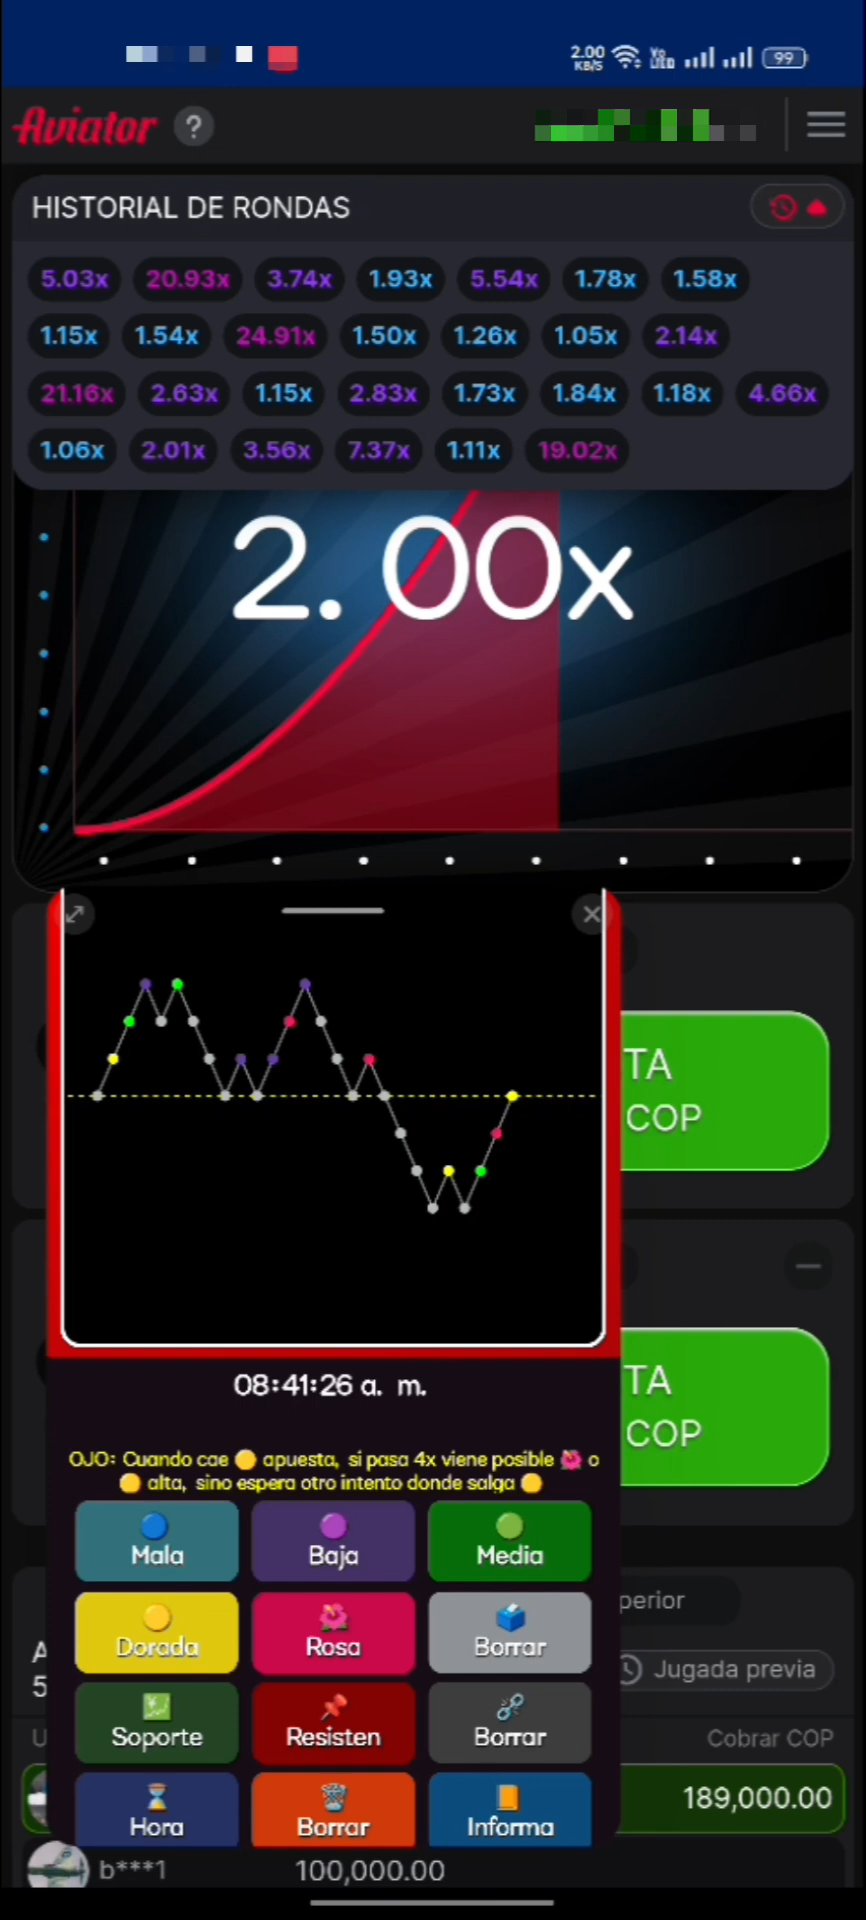 2.00
KB/S
Vo
LTE
99
Aviator ?
HISTORIAL DE RONDAS
5.03x 20.93x 3.74x 1.93x 5.54x 1.78x 1.58x
1.15x 1.54x 24.91x 1.50x 1.26x 1.05x 2.14x
21.16x 2.63x 1.15x 2.83x 1.73x 1.84x 1.18x 4.66x
1.06x 2.01x 3.56x 7.37x 1.11x 19.02x
2.00x
TA
COP
08:41:26 a. m.
OJO: Cuando cae 🟡 apuesta, si pasa 4x viene posible 🌺 o
🟡 alta, sino espera otro intento donde salga 🟡
TA
COP
Mala Baja Media
Dorada Rosa Borrar
perior
Jugada previa
A
5
Soporte Resisten Borrar
U
Cobrar COP
Hora Borrar Informa
189,000.00
b***1 100,000.00